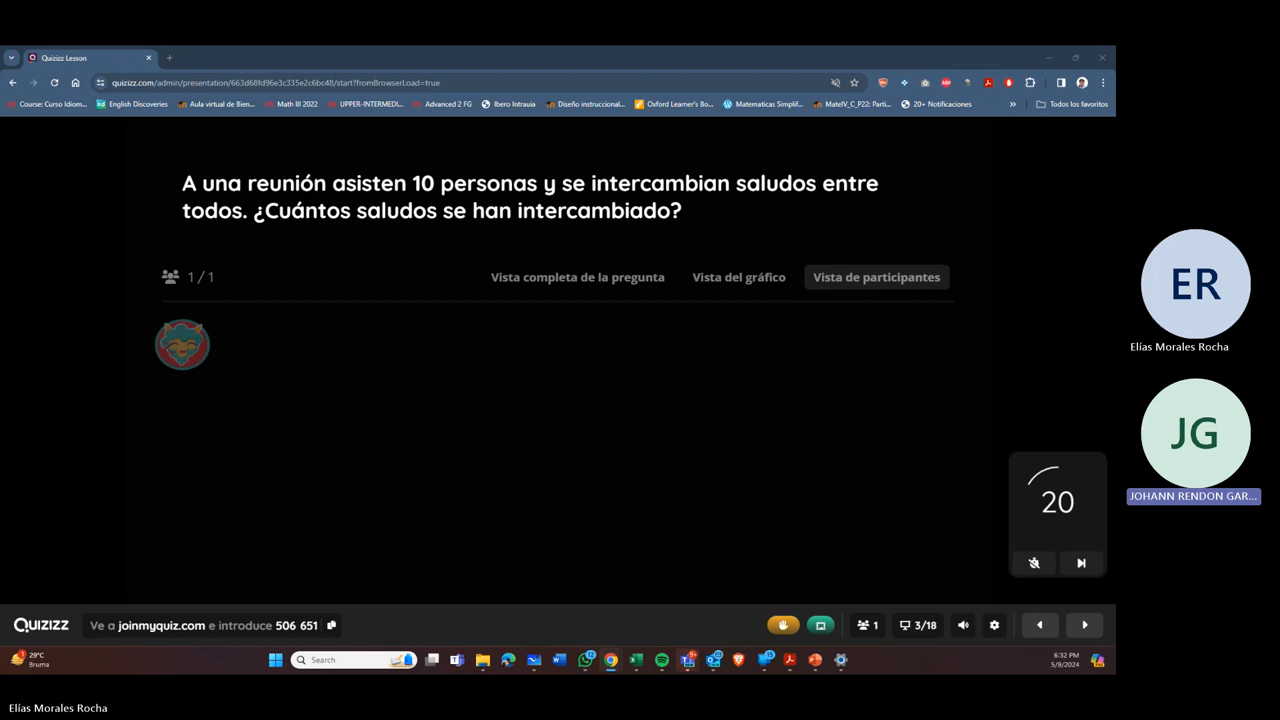 Quizizz Lesson
quizizz.com/admin/presentation/663d68fd96e3c335e2c6bc48/start?fromBrowserLoad=true
Course: Curso Idiom...
English Discoveries
Aula virtual de Bien...
Math III 2022
UPPER-INTERMEDI...
Advanced 2 FG
Ibero Intrauia
Diseño instruccional...
Oxford Learner's Bo...
Matematicas Simplif...
MateIV_C_P22: Parti...
20+ Notificaciones
»
Todos los favoritos
A una reunión asisten 10 personas y se intercambian saludos entre
todos. ¿Cuántos saludos se han intercambiado?
1 / 1
Vista completa de la pregunta
Vista del gráfico
Vista de participantes
ER
Elías Morales Rocha
JG
JOHANN RENDON GAR...
20
QUIZIZZ
Ve a joinmyquiz.com e introduce 506 651
1
3/18
29°C
Bruma
Search
6:32 PM
5/9/2024
Elías Morales Rocha